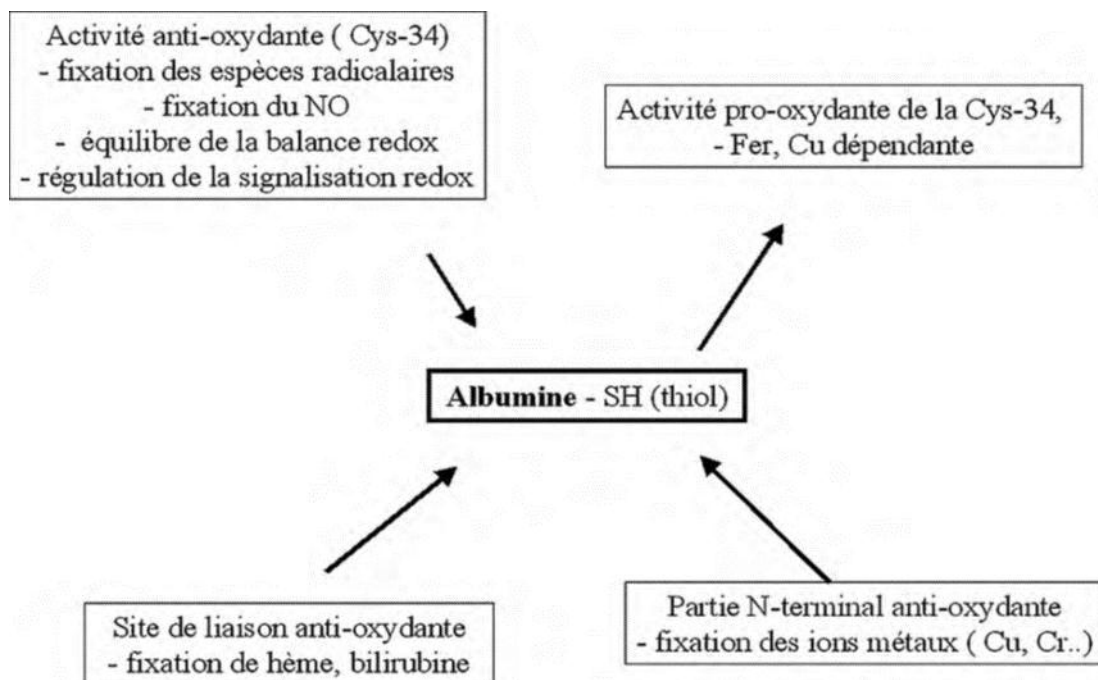 Activité anti-oxydante ( Cys-34)
- fixation des espèces radicalaires
- fixation du NO
- équilibre de la balance redox
- régulation de la signalisation redox
Activité pro-oxydante de la Cys-34,
- Fer, Cu dépendante
Albumine - SH (thiol)
Site de liaison anti-oxydante
- fixation de hème, bilirubine
Partie N-terminal anti-oxydante
- fixation des ions métaux ( Cu, Cr..)